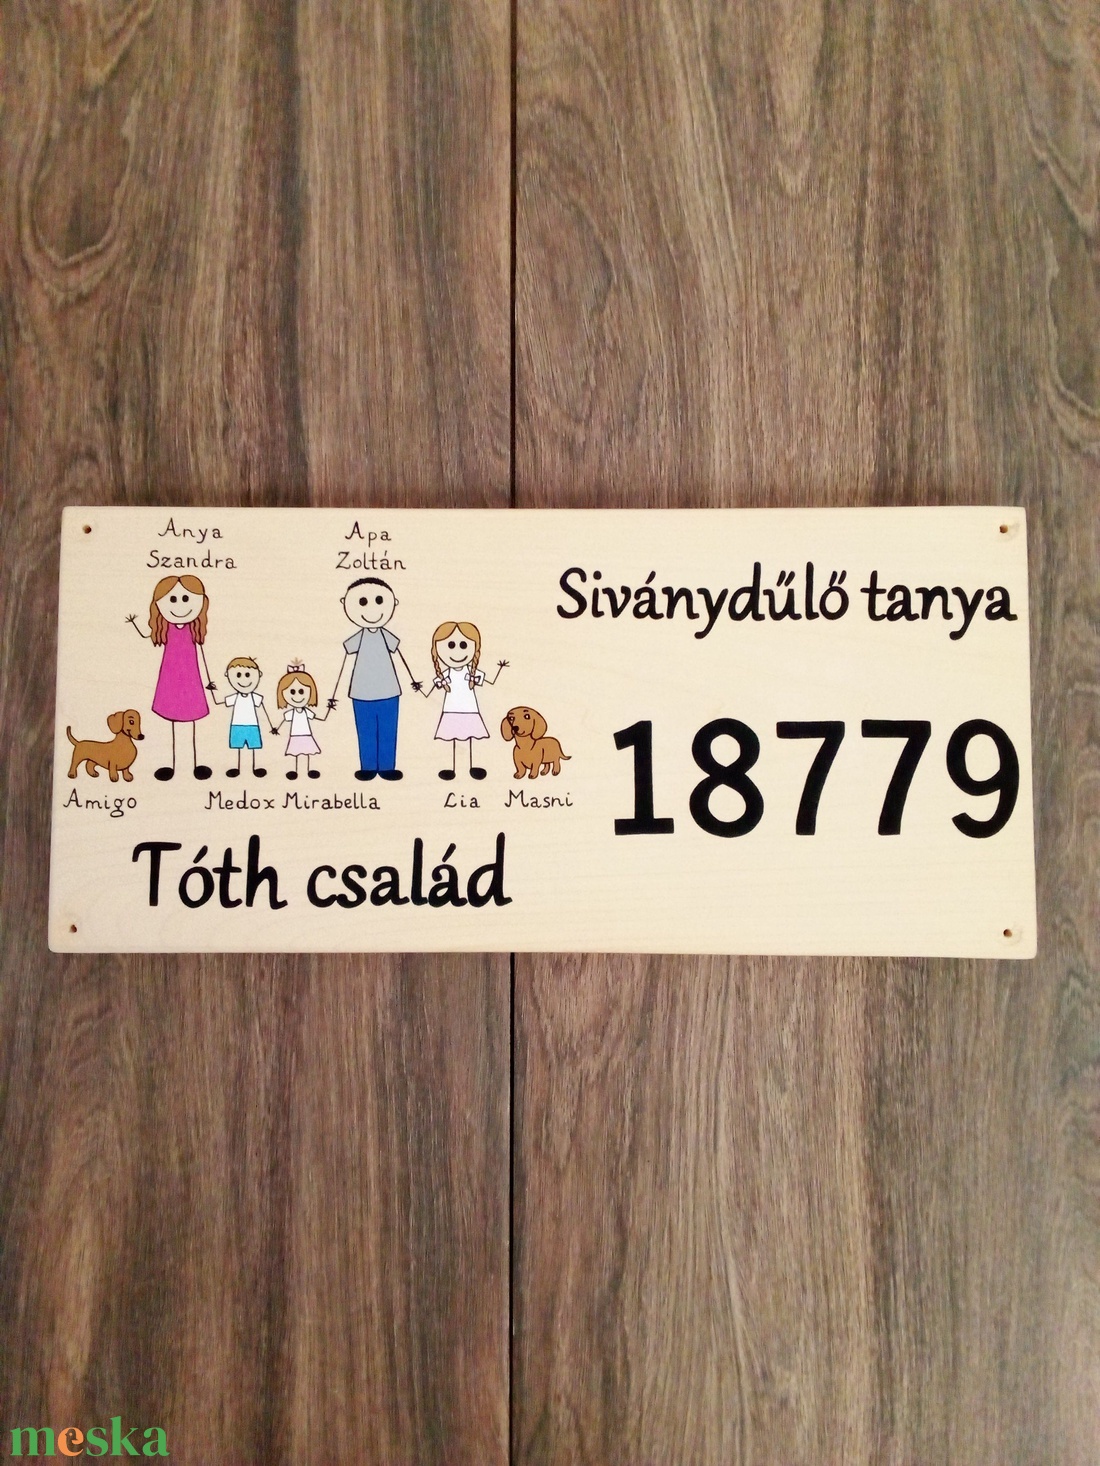 Anya
Szandra
Apa
Zoltán
Amigo
Medox Mirabella
Lia
Masni
Tóth család
Siványdűlő tanya
18779
meska